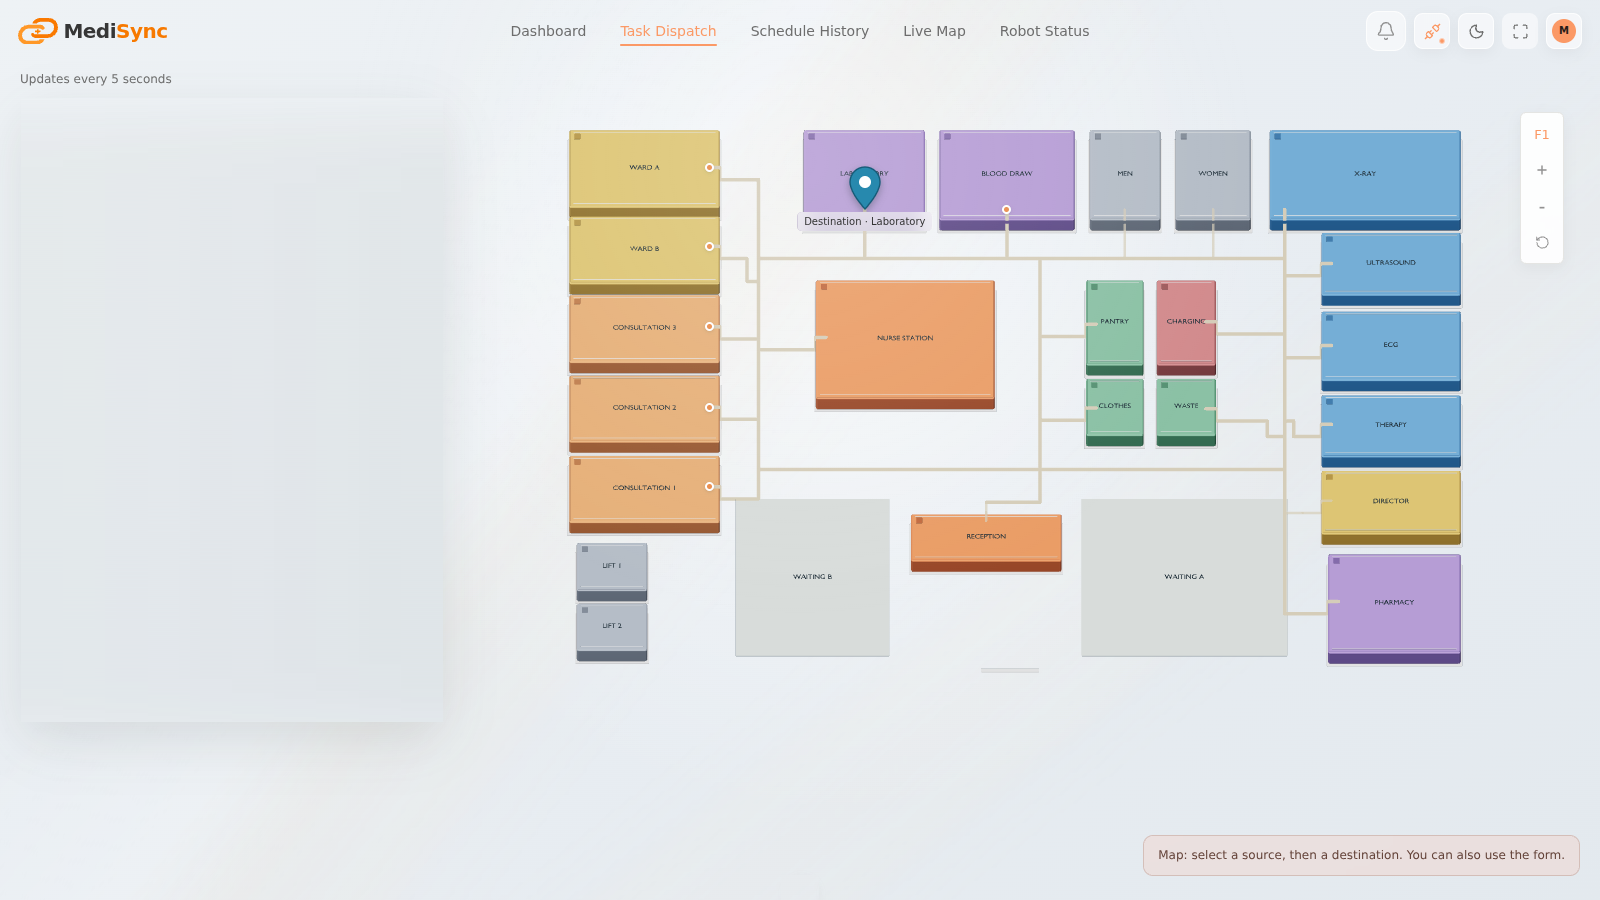 MediSync
Dashboard
Task Dispatch
Schedule History
Live Map
Robot Status
M
Updates every 5 seconds
F1
+
-
WARD A
BLOOD DRAW
MEN
WOMEN
X-RAY
Destination · Laboratory
WARD B
ULTRASOUND
CONSULTATION 3
NURSE STATION
PANTRY
CHARGING
ECG
CONSULTATION 2
CLOTHES
WASTE
THERAPY
CONSULTATION 1
DIRECTOR
RECEPTION
LIFT 1
WAITING B
WAITING A
PHARMACY
LIFT 2
Map: select a source, then a destination. You can also use the form.